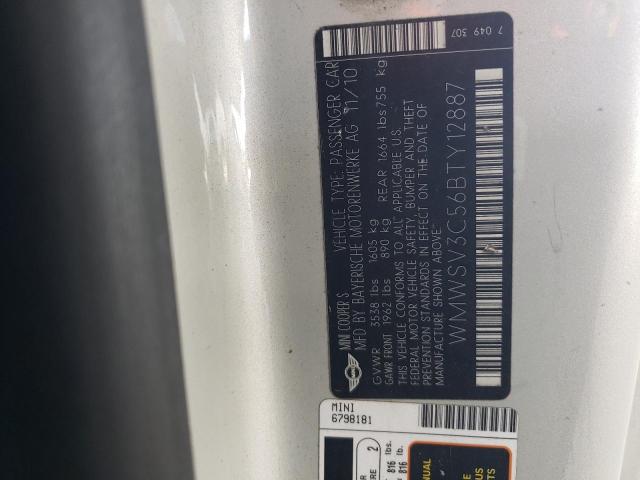 MINI COOPER S
VEHICLE TYPE: PASSENGER CAR
MFD BY BAYERISCHE MOTORENWERKE AG 11/10
GVWR 3538 lbs 1605 kg
GAWR FRONT 1962 lbs 890 kg REAR 1664 lbs 755 kg
THIS VEHICLE CONFORMS TO ALL APPLICABLE U.S.
FEDERAL MOTOR VEHICLE SAFETY, BUMPER AND THEFT
PREVENTION STANDARDS IN EFFECT ON THE DATE OF
MANUFACTURE SHOWN ABOVE:
WMWSV3C56BTY12887
7 049 307
MINI
6798181
2
816 lbs.
816 lb.